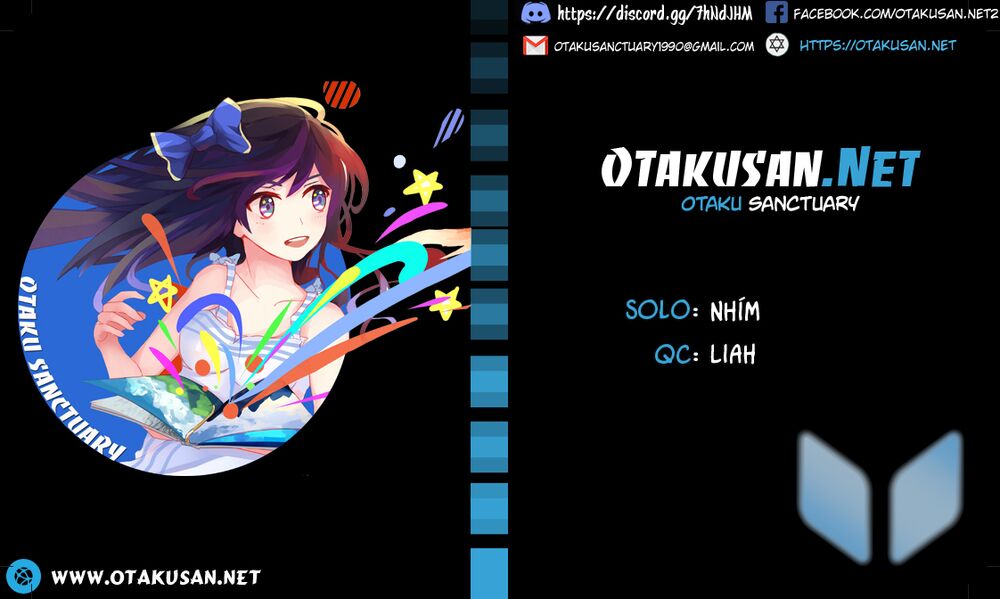 https://discord.gg/7hNdJHM
FACEBOOK.COM/OTAKUSAN.NET2
OTAKUSANCTUARY1990@GMAIL.COM
HTTPS://OTAKUSAN.NET
OTAKUSAN.NET
OTAKU SANCTUARY
SOLO: NHÍM
QC: LIAH
OTAKU SANCTUARY
WWW.OTAKUSAN.NET